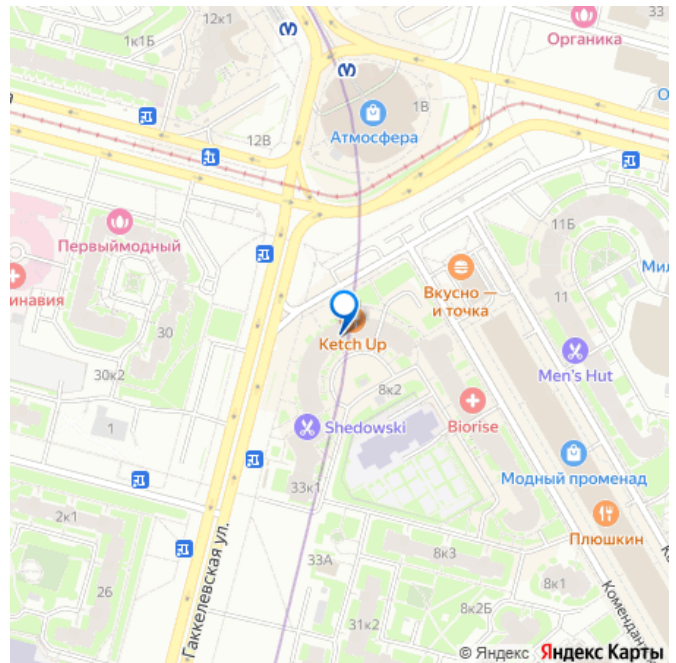 12к1
1к1Б
33
Органика
1В
Атмосфера
12В
Первыймодный
11Б
инавия
Вкусно —
и точка
Ми
11
30
Ketch Up
30к2
8к2
Men's Hut
1
Shedowski
Biorise
Модный променад
33к1
2к1
Плюшкин
Гаккелевская ул.
33А
8к3
8к1
26
8к2Б
31к2
Комендант
© Яндекс
Яндекс Карты